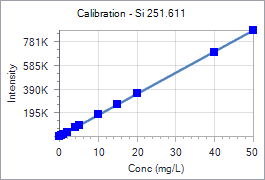 Calibration - Si 251.611
781K
585K
390K
195K
Intensity
0 10 20 30 40 50
Conc (mg/L)